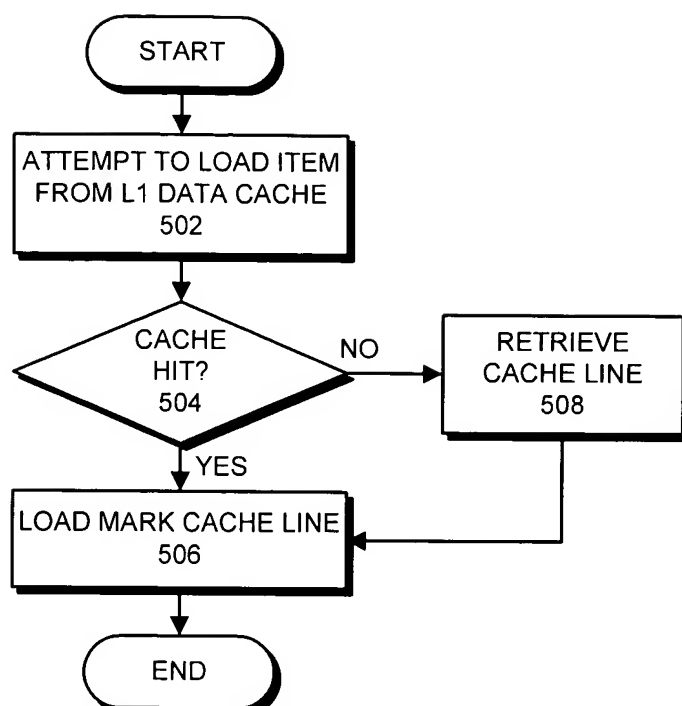 START
ATTEMPT TO LOAD ITEM
FROM L1 DATA CACHE
502
CACHE
HIT?
504
NO
RETRIEVE
CACHE LINE
508
YES
LOAD MARK CACHE LINE
506
END